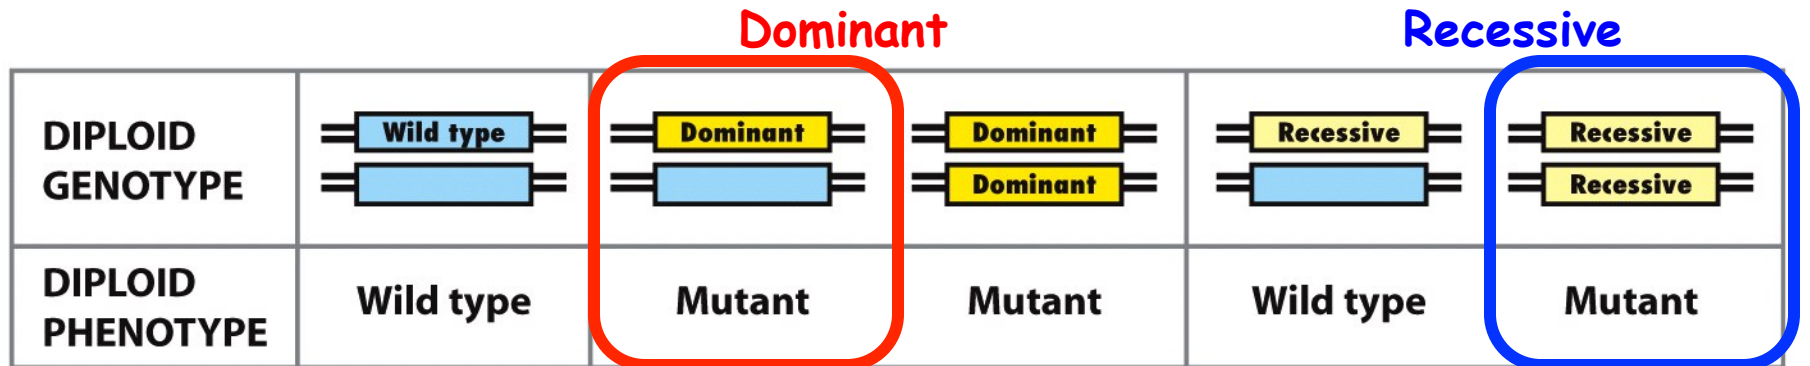 Dominant
Recessive
DIPLOID
GENOTYPE
Wild type
Dominant
Dominant
Dominant
Recessive
Recessive
Recessive
DIPLOID
PHENOTYPE
Wild type
Mutant
Mutant
Wild type
Mutant